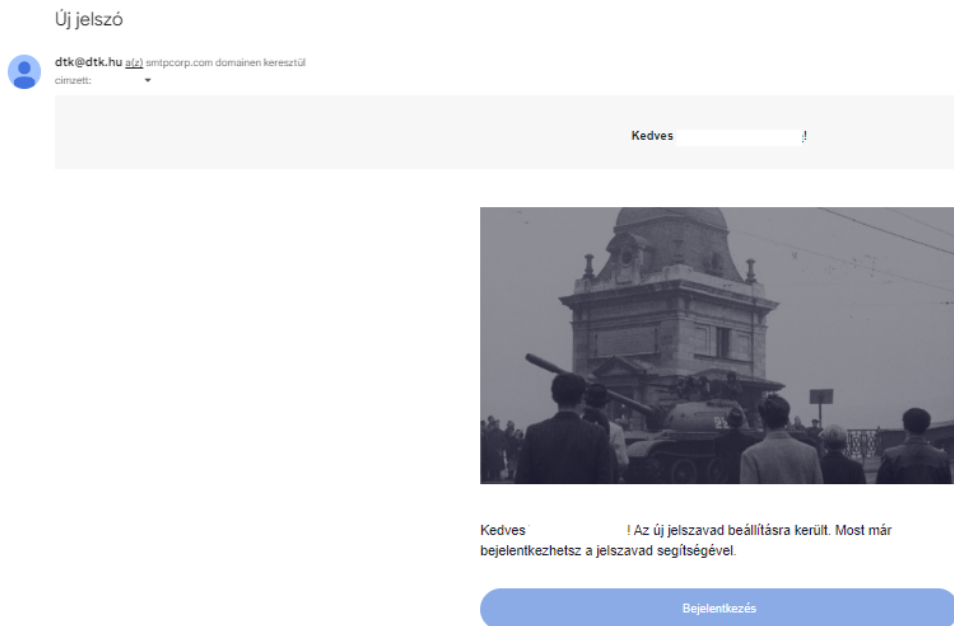 Új jelszó
dtk@dtk.hu a(z) smtpcorp.com domainen keresztül
címzett:
Kedves !
Kedves ! Az új jelszavad beállításra került. Most már
bejelentkezhetsz a jelszavad segítségével.
Bejelentkezés